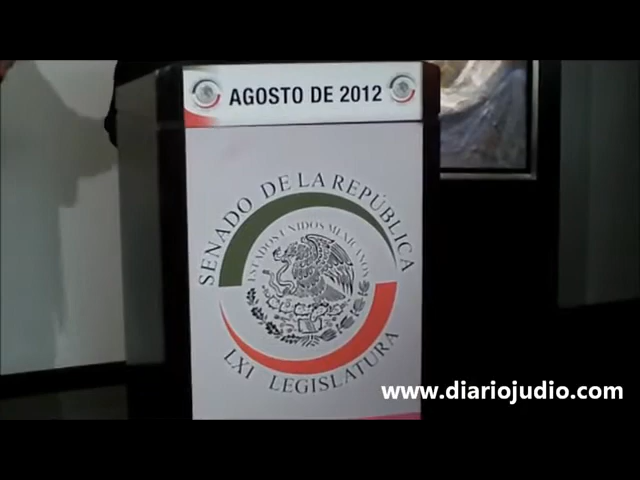 AGOSTO DE 2012
SENADO DE LA REPÚBLICA
ESTADOS UNIDOS MEXICANOS
LXI LEGISLATURA
www.diariojudio.com